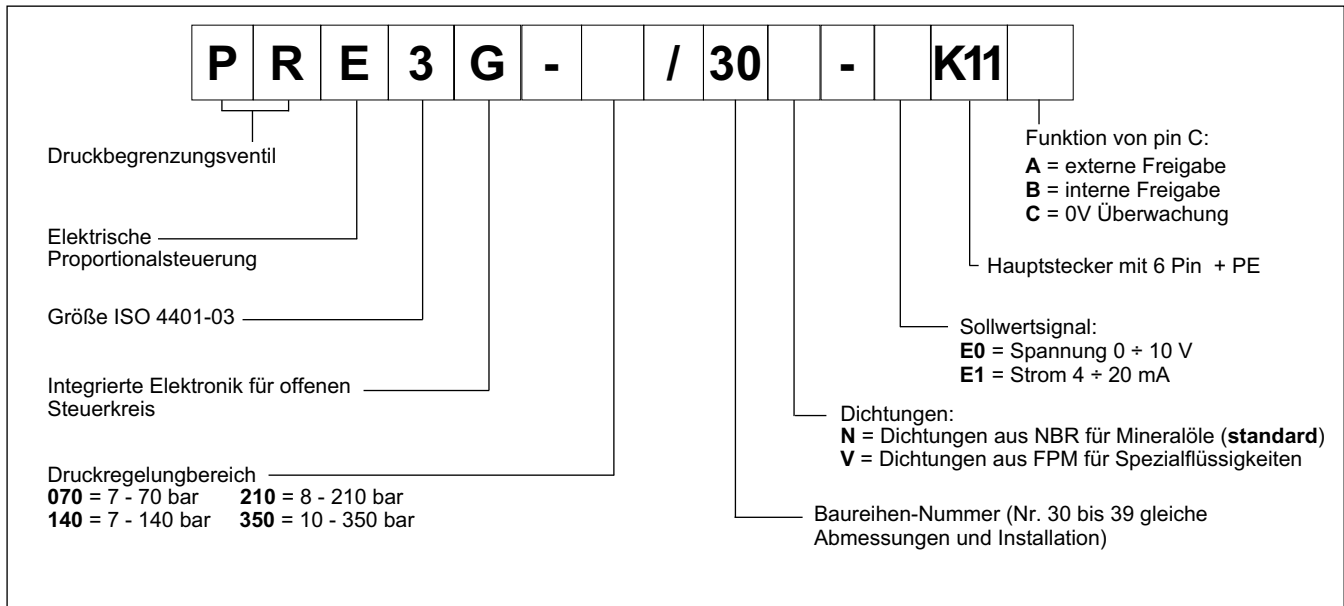 P R E 3 G - / 30 - K11
Druckbegrenzungsventil
Elektrische
Proportionalsteuerung
Größe ISO 4401-03
Integrierte Elektronik für offenen
Steuerkreis
Druckregelungbereich
070 = 7 - 70 bar 210 = 8 - 210 bar
140 = 7 - 140 bar 350 = 10 - 350 bar
Funktion von pin C:
A = externe Freigabe
B = interne Freigabe
C = 0V Überwachung
Hauptstecker mit 6 Pin + PE
Sollwertsignal:
E0 = Spannung 0 ÷ 10 V
E1 = Strom 4 ÷ 20 mA
Dichtungen:
N = Dichtungen aus NBR für Mineralöle (standard)
V = Dichtungen aus FPM für Spezialflüssigkeiten
Baureihen-Nummer (Nr. 30 bis 39 gleiche
Abmessungen und Installation)